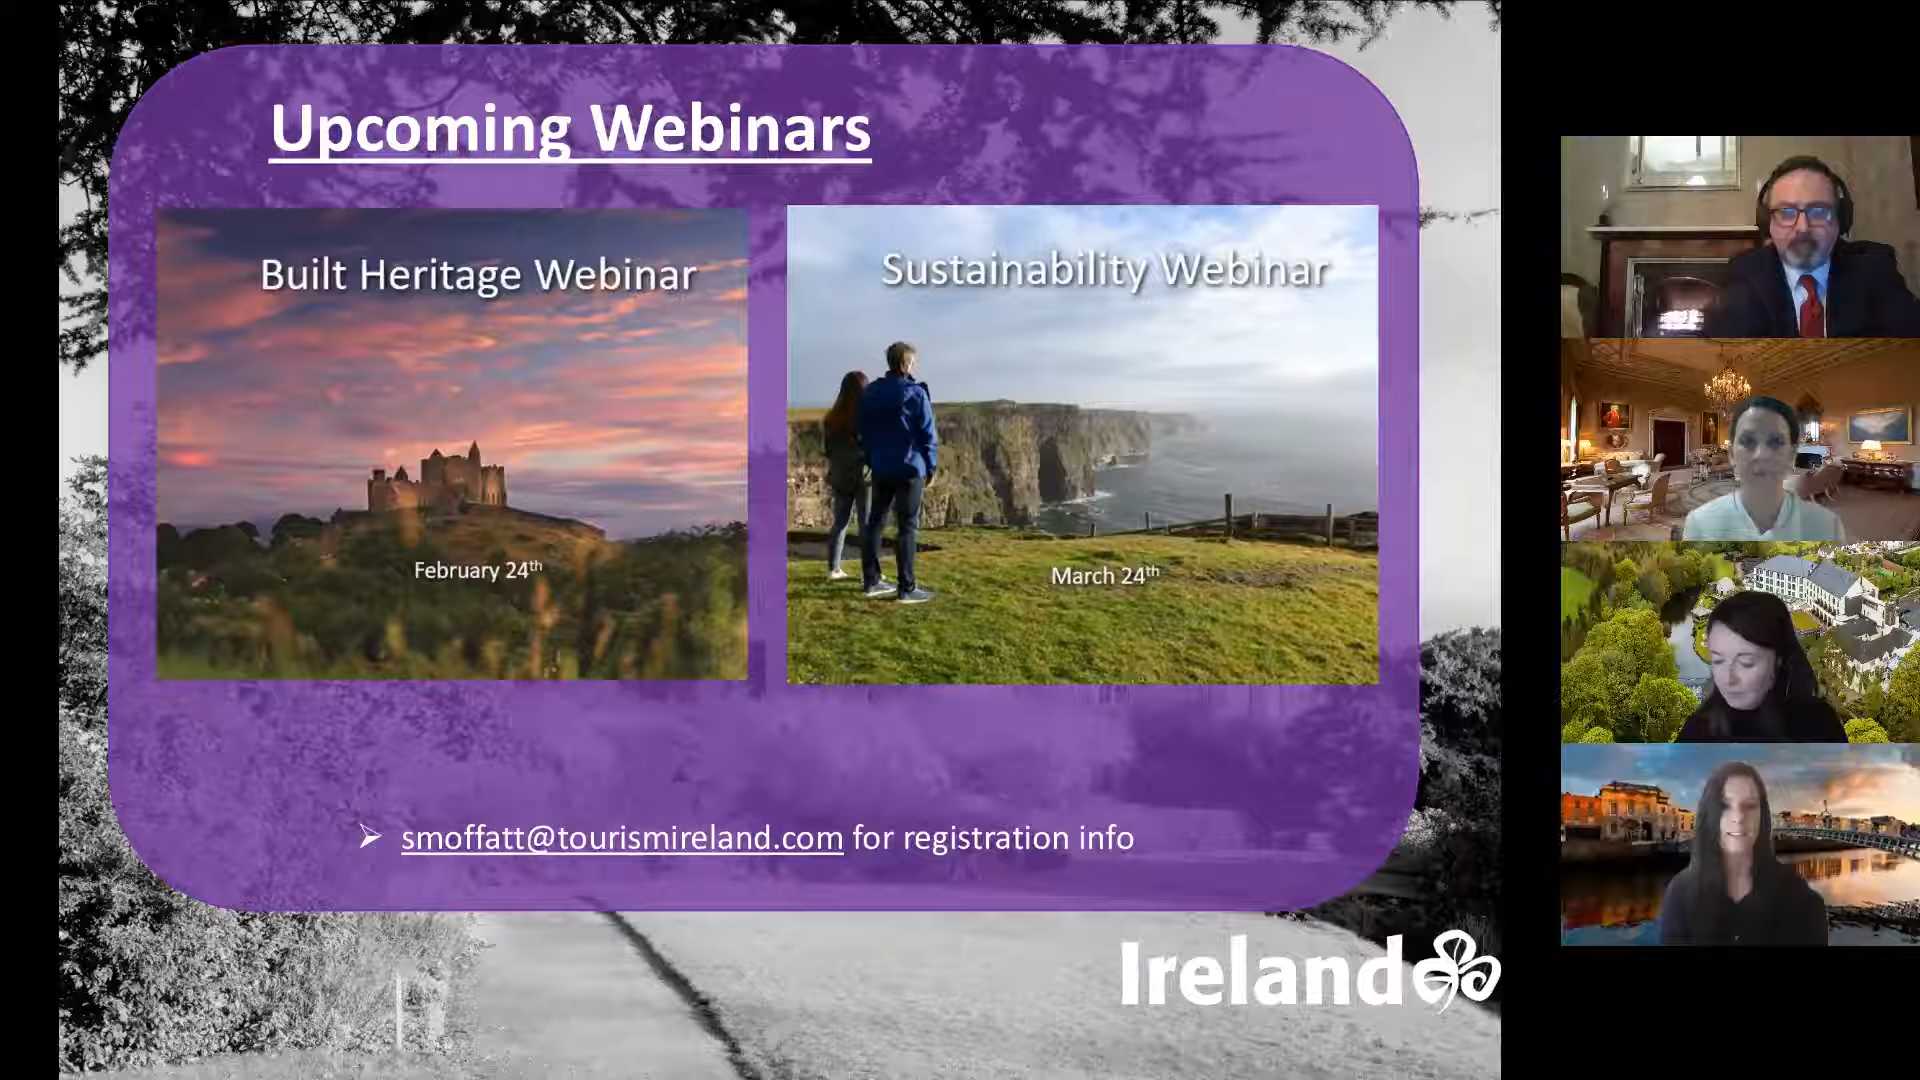 Upcoming Webinars
Built Heritage Webinar
February 24th
Sustainability Webinar
March 24th
➢ smoffatt@tourismireland.com for registration info
Ireland